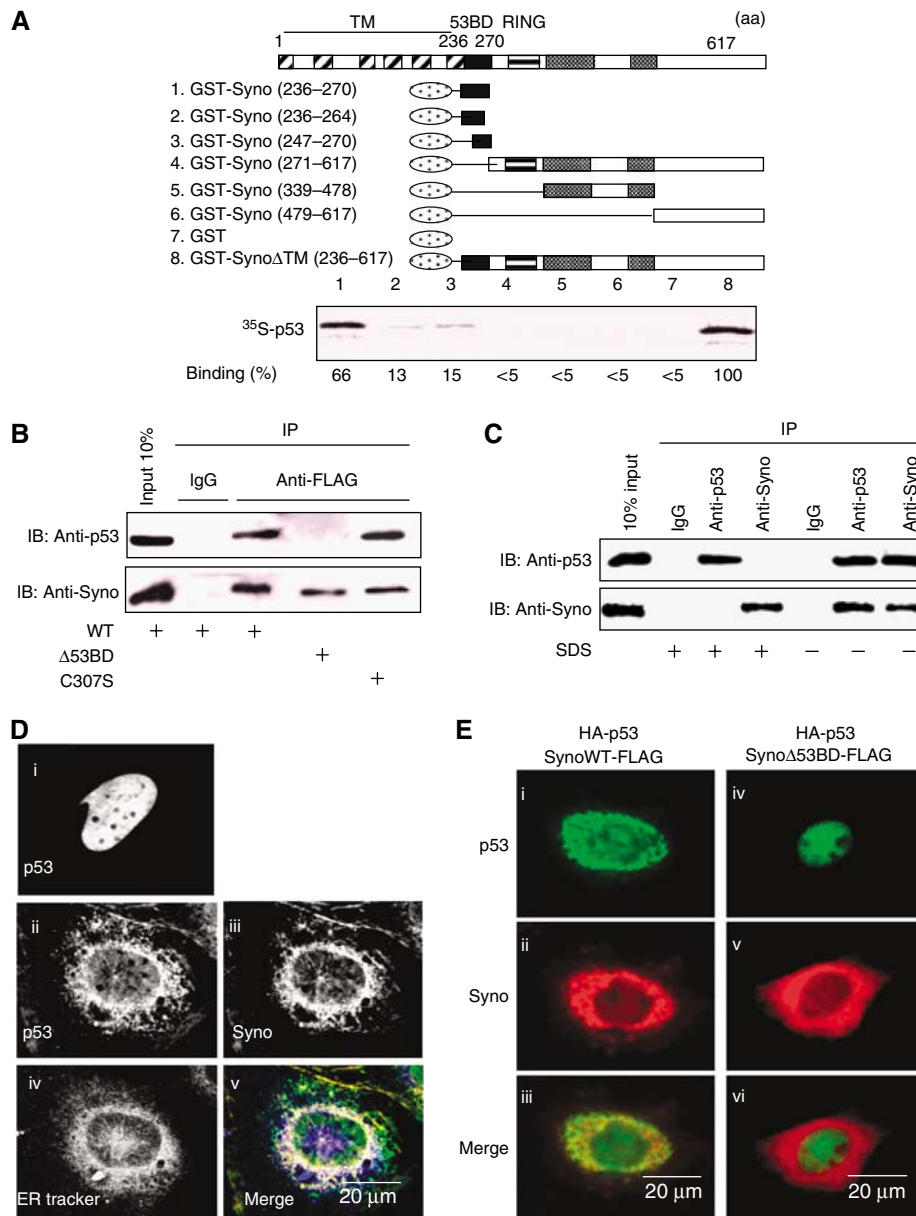 A
TM 53BD RING (aa)
1 236 270 617
1. GST-Syno (236–270)
2. GST-Syno (236–264)
3. GST-Syno (247–270)
4. GST-Syno (271–617)
5. GST-Syno (339–478)
6. GST-Syno (479–617)
7. GST
8. GST-SynoΔTM (236–617)
1 2 3 4 5 6 7 8
³⁵S-p53
Binding (%) 66 13 15 <5 <5 <5 <5 100
B
IP
Input 10% IgG Anti-FLAG
IB: Anti-p53
IB: Anti-Syno
WT + + +
Δ53BD +
C307S +
C
IP
10% input IgG Anti-p53 Anti-Syno IgG Anti-p53 Anti-Syno
IB: Anti-p53
IB: Anti-Syno
SDS + + + − − −
D
i
p53
ii iii
p53 Syno
iv v
ER tracker Merge 20 μm
E
HA-p53 HA-p53
SynoWT-FLAG SynoΔ53BD-FLAG
i iv
p53
ii v
Syno
iii vi
Merge
20 μm 20 μm